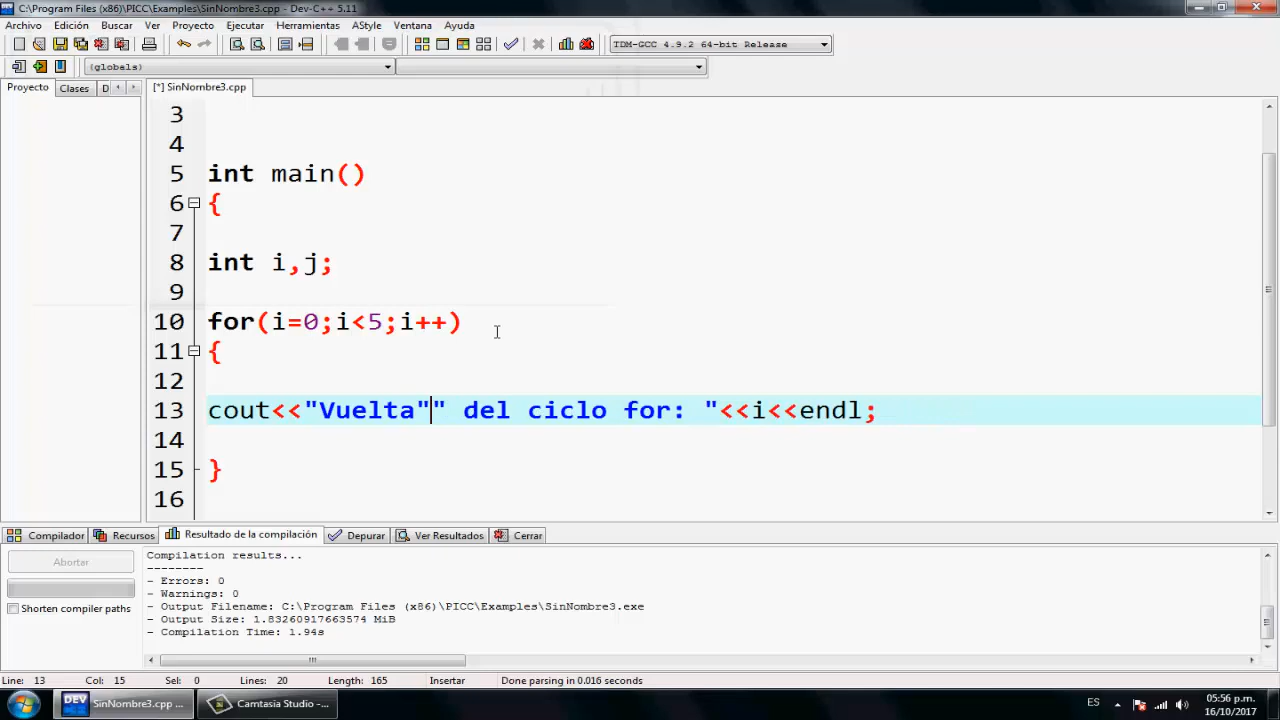 C:\Program Files (x86)\PICC\Examples\SinNombre3.cpp - Dev-C++ 5.11
Archivo Edición Buscar Ver Proyecto Ejecutar Herramientas AStyle Ventana Ayuda
TDM-GCC 4.9.2 64-bit Release
(globals)
Proyecto Clases D [*] SinNombre3.cpp
3
4
5 int main()
6 {
7
8 int i,j;
9
10 for(i=0;i<5;i++)
11 {
12
13 cout<<"Vuelta"" del ciclo for: "<<i<<endl;
14
15 }
16
Compilador Recursos Resultado de la compilación Depurar Ver Resultados Cerrar
Abortar
Shorten compiler paths
Compilation results...
--------
- Errors: 0
- Warnings: 0
- Output Filename: C:\Program Files (x86)\PICC\Examples\SinNombre3.exe
- Output Size: 1.83260917663574 MiB
- Compilation Time: 1.94s
Line: 13 Col: 15 Sel: 0 Lines: 20 Length: 165 Insertar Done parsing in 0.016 seconds
DEV SinNombre3.cpp ... Camtasia Studio -... ES 05:56 p.m.
16/10/2017